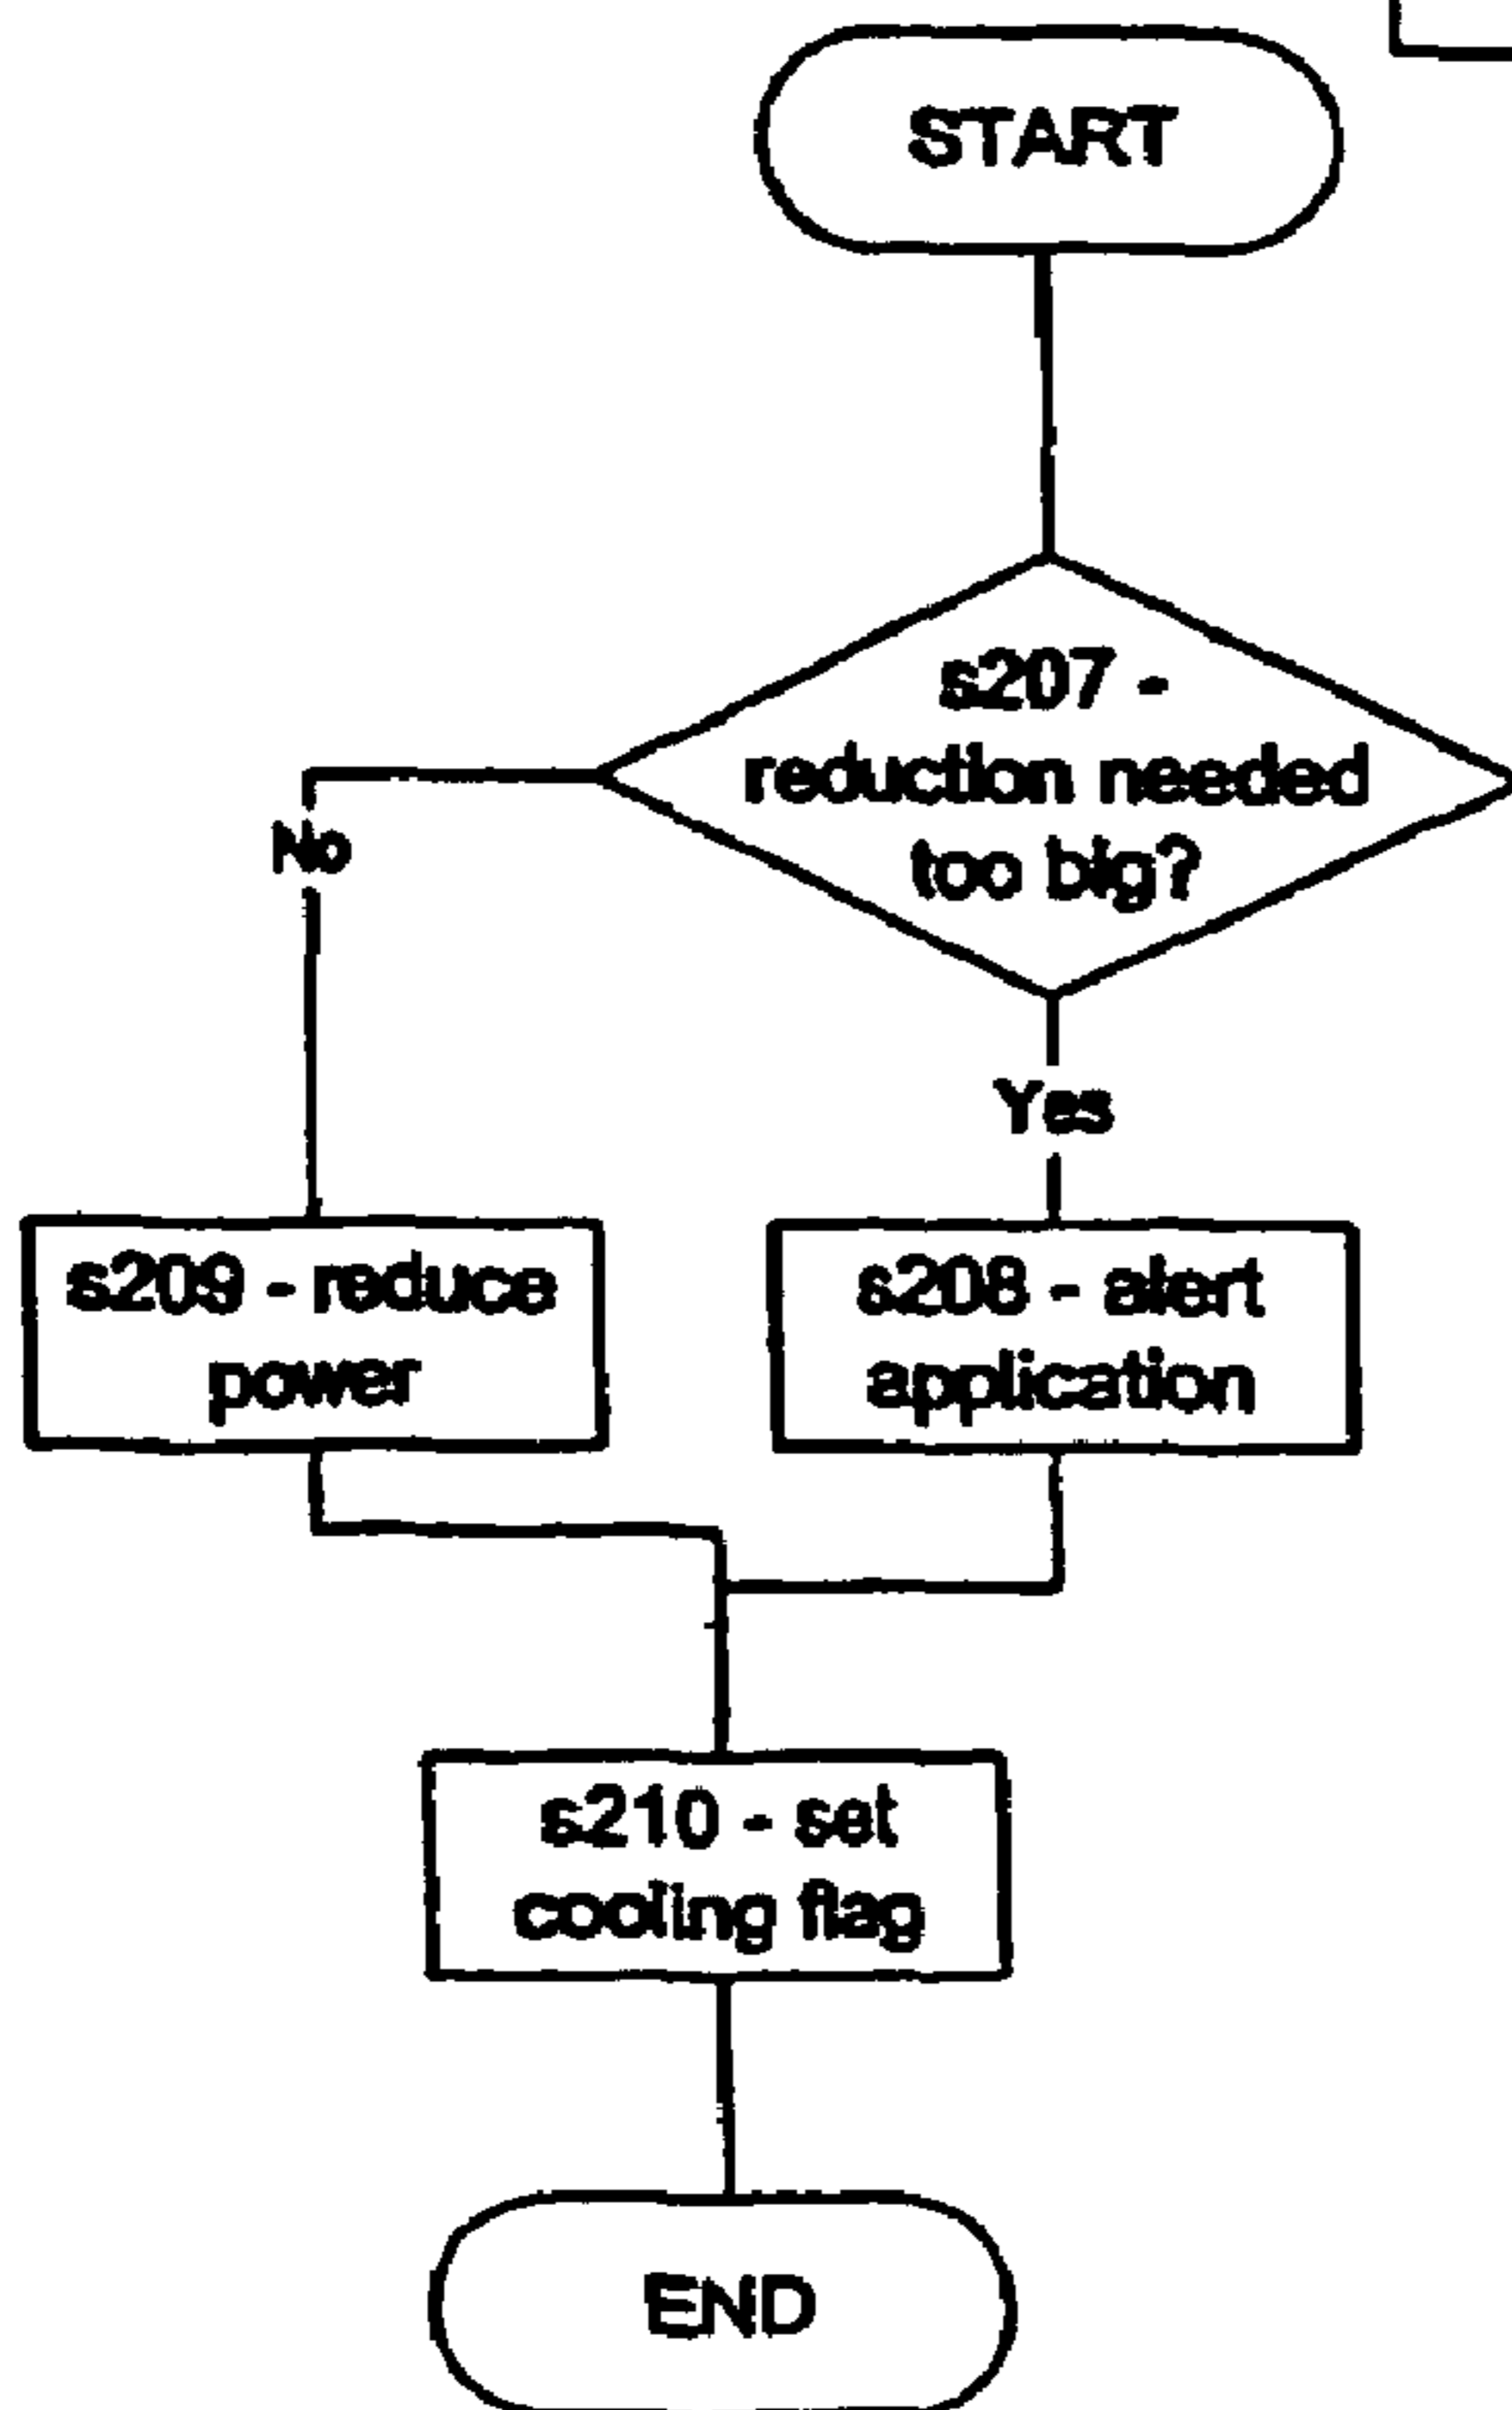 START
s207 -
reduction needed
too big?
No
Yes
s209 - reduce
power
s208 - alert
application
s210 - set
cooling flag
END